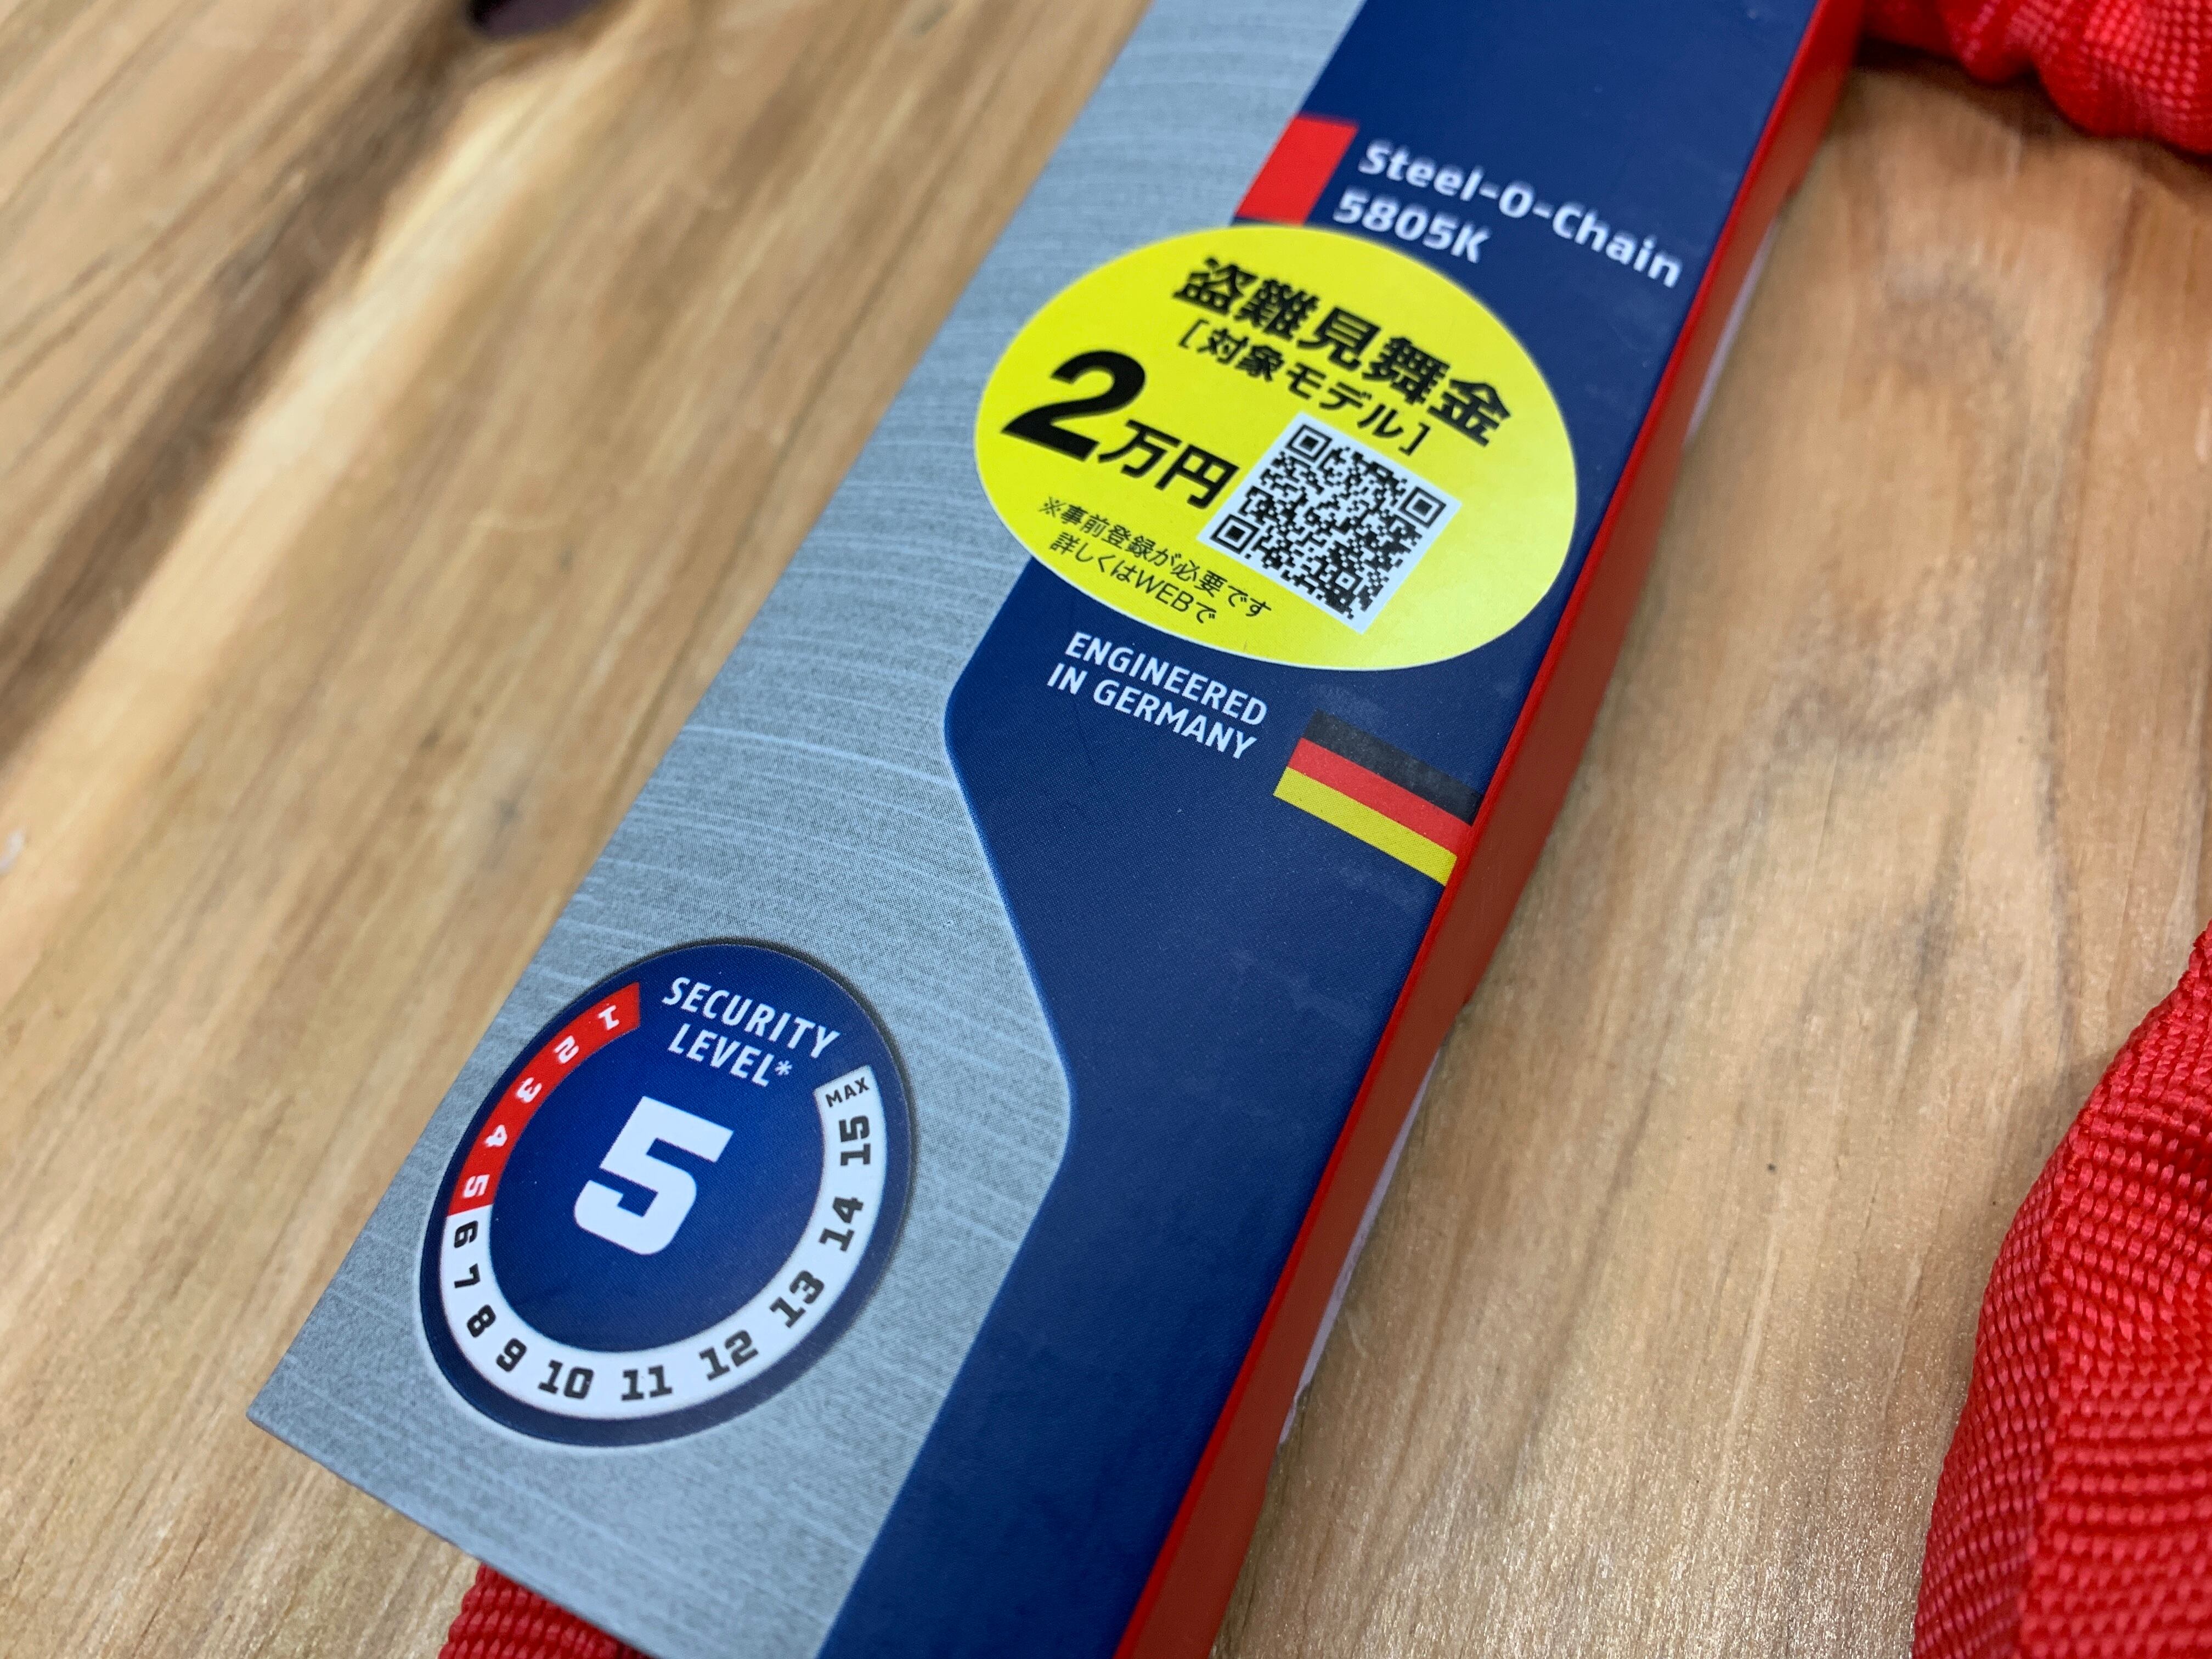 Steel-O-Chain
5805K
盗難見舞金
[対象モデル]
2万円
※事前登録が必要です
詳しくはWEBで
ENGINEERED
IN GERMANY
SECURITY
LEVEL*
5
1 2 3 4 5 6 7 8 9 10 11 12 13 14 15 MAX